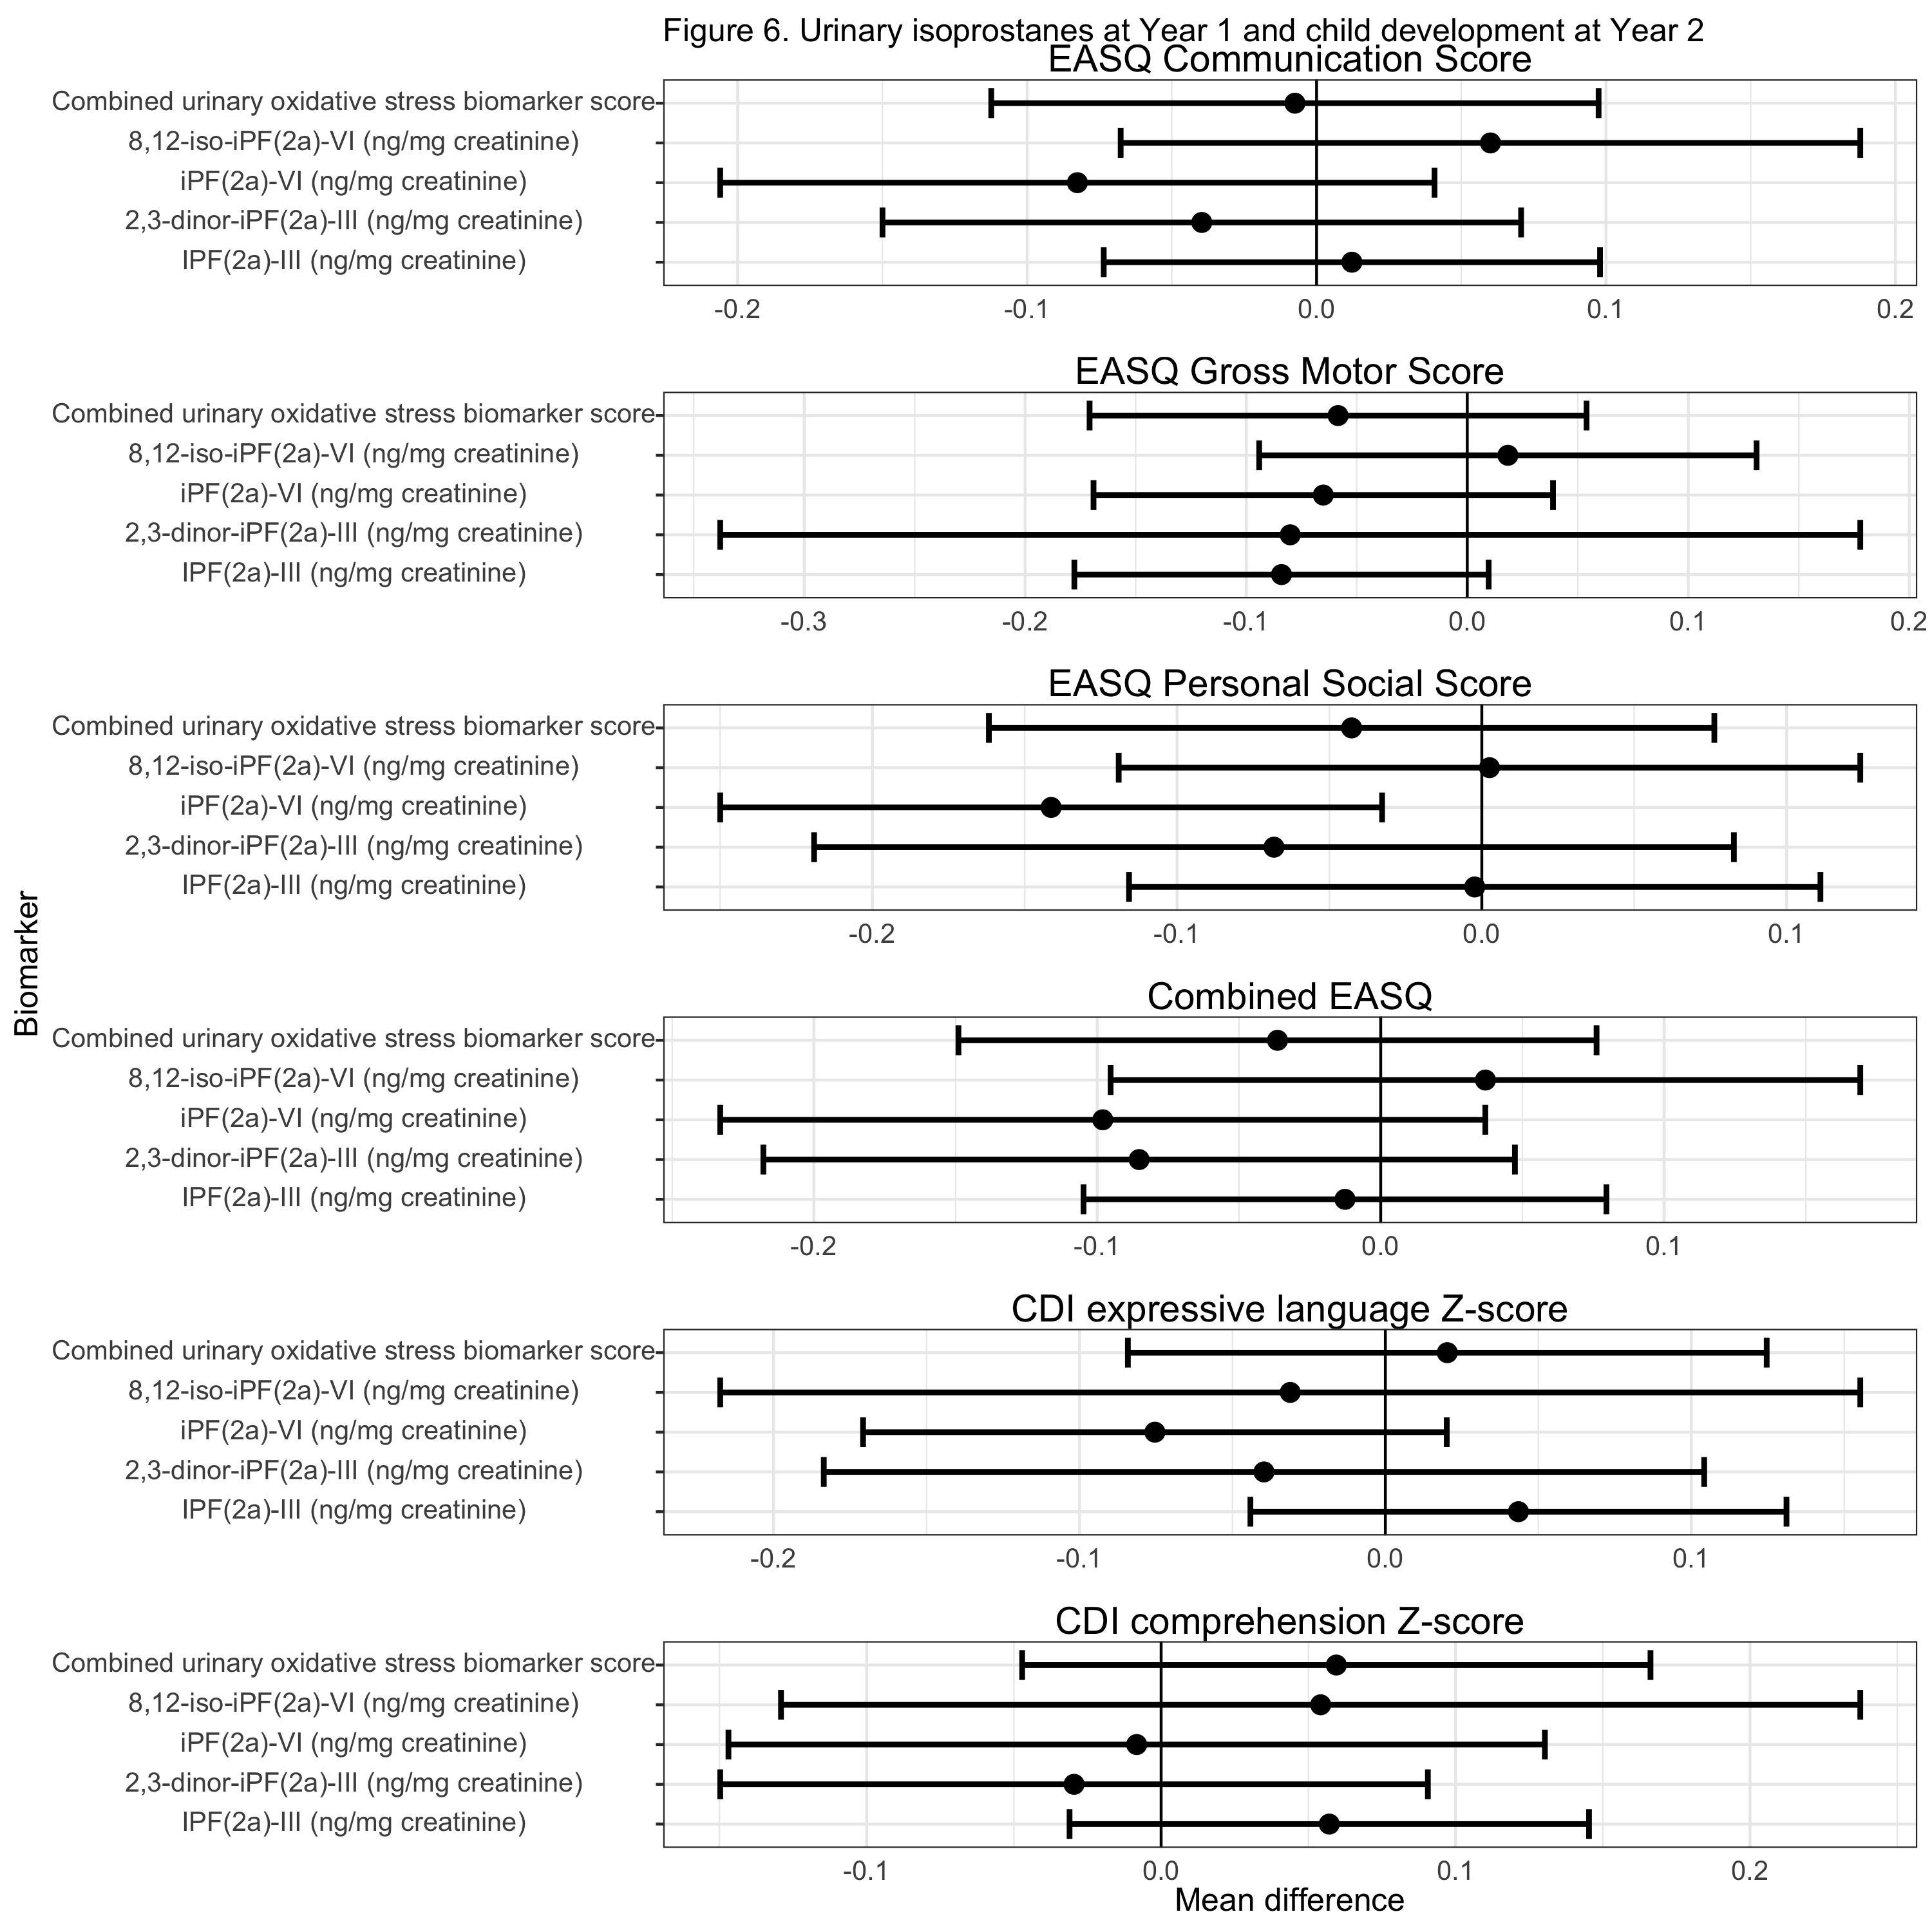 Figure 6. Urinary isoprostanes at Year 1 and child development at Year 2
EASQ Communication Score
Combined urinary oxidative stress biomarker score
8,12-iso-iPF(2a)-VI (ng/mg creatinine)
iPF(2a)-VI (ng/mg creatinine)
2,3-dinor-iPF(2a)-III (ng/mg creatinine)
IPF(2a)-III (ng/mg creatinine)
-0.2 -0.1 0.0 0.1 0.2
EASQ Gross Motor Score
Combined urinary oxidative stress biomarker score
8,12-iso-iPF(2a)-VI (ng/mg creatinine)
iPF(2a)-VI (ng/mg creatinine)
2,3-dinor-iPF(2a)-III (ng/mg creatinine)
IPF(2a)-III (ng/mg creatinine)
-0.3 -0.2 -0.1 0.0 0.1 0.2
EASQ Personal Social Score
Combined urinary oxidative stress biomarker score
8,12-iso-iPF(2a)-VI (ng/mg creatinine)
iPF(2a)-VI (ng/mg creatinine)
2,3-dinor-iPF(2a)-III (ng/mg creatinine)
IPF(2a)-III (ng/mg creatinine)
-0.2 -0.1 0.0 0.1
Biomarker
Combined EASQ
Combined urinary oxidative stress biomarker score
8,12-iso-iPF(2a)-VI (ng/mg creatinine)
iPF(2a)-VI (ng/mg creatinine)
2,3-dinor-iPF(2a)-III (ng/mg creatinine)
IPF(2a)-III (ng/mg creatinine)
-0.2 -0.1 0.0 0.1
CDI expressive language Z-score
Combined urinary oxidative stress biomarker score
8,12-iso-iPF(2a)-VI (ng/mg creatinine)
iPF(2a)-VI (ng/mg creatinine)
2,3-dinor-iPF(2a)-III (ng/mg creatinine)
IPF(2a)-III (ng/mg creatinine)
-0.2 -0.1 0.0 0.1
CDI comprehension Z-score
Combined urinary oxidative stress biomarker score
8,12-iso-iPF(2a)-VI (ng/mg creatinine)
iPF(2a)-VI (ng/mg creatinine)
2,3-dinor-iPF(2a)-III (ng/mg creatinine)
IPF(2a)-III (ng/mg creatinine)
-0.1 0.0 0.1 0.2
Mean difference